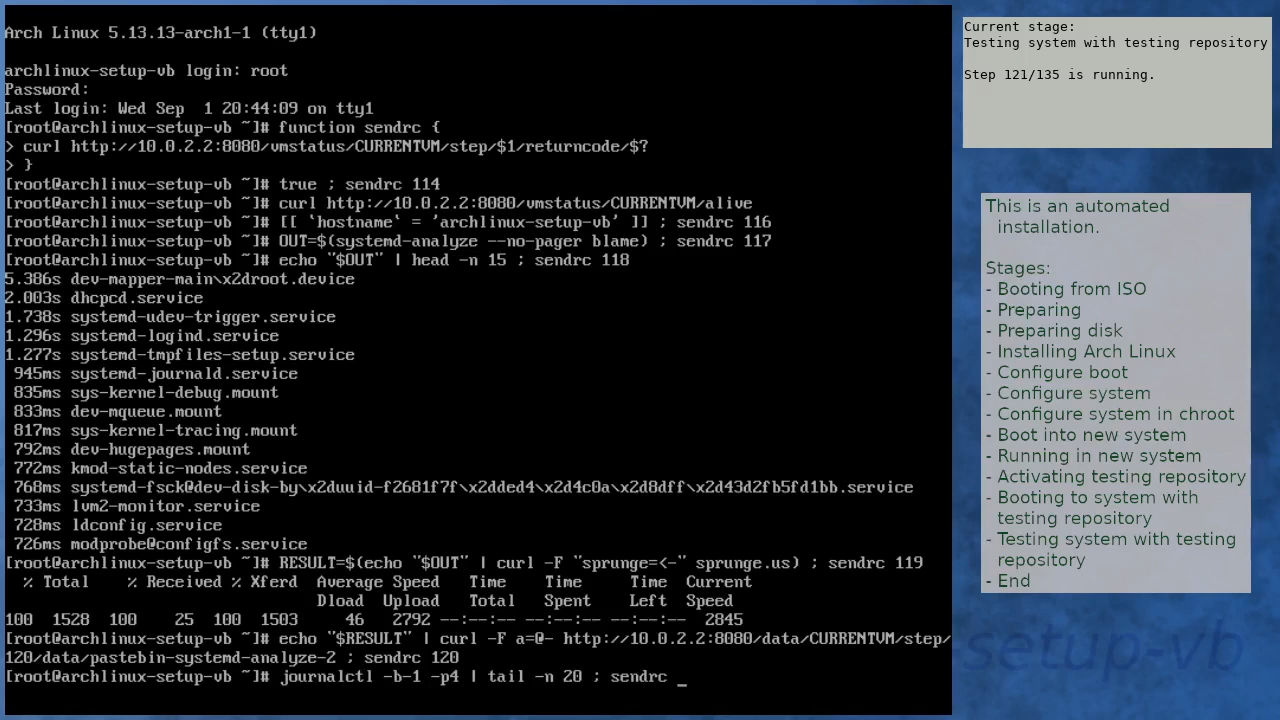 Arch Linux 5.13.13-arch1-1 (tty1)
archlinux-setup-vb login: root
Password:
Last login: Wed Sep  1 20:44:09 on tty1
[root@archlinux-setup-vb ~]# function sendrc {
> curl http://10.0.2.2:8080/vmstatus/CURRENTVM/step/$1/returncode/$?
> }
[root@archlinux-setup-vb ~]# true ; sendrc 114
[root@archlinux-setup-vb ~]# curl http://10.0.2.2:8080/vmstatus/CURRENTVM/alive
[root@archlinux-setup-vb ~]# [[ `hostname` = 'archlinux-setup-vb' ]] ; sendrc 116
[root@archlinux-setup-vb ~]# OUT=$(systemd-analyze --no-pager blame) ; sendrc 117
[root@archlinux-setup-vb ~]# echo "$OUT" | head -n 15 ; sendrc 118
5.386s dev-mapper-main\x2droot.device
2.003s dhcpcd.service
1.738s systemd-udev-trigger.service
1.296s systemd-logind.service
1.277s systemd-tmpfiles-setup.service
 945ms systemd-journald.service
 835ms sys-kernel-debug.mount
 833ms dev-mqueue.mount
 817ms sys-kernel-tracing.mount
 792ms dev-hugepages.mount
 772ms kmod-static-nodes.service
 768ms systemd-fsck@dev-disk-by\x2duuid-f2681f7f\x2dded4\x2d4c0a\x2d8dff\x2d43d2fb5fd1bb.service
 733ms lvm2-monitor.service
 728ms ldconfig.service
 726ms modprobe@configfs.service
[root@archlinux-setup-vb ~]# RESULT=$(echo "$OUT" | curl -F "sprunge=<-" sprunge.us) ; sendrc 119
  % Total    % Received % Xferd  Average Speed   Time    Time     Time  Current
                                 Dload  Upload   Total   Spent    Left  Speed
100  1528  100    25  100  1503     46   2792 --:--:-- --:--:-- --:--:--  2845
[root@archlinux-setup-vb ~]# echo "$RESULT" | curl -F a=@- http://10.0.2.2:8080/data/CURRENTVM/step/
120/data/pastebin-systemd-analyze-2 ; sendrc 120
[root@archlinux-setup-vb ~]# journalctl -b-1 -p4 | tail -n 20 ; sendrc _
Current stage:
Testing system with testing repository
Step 121/135 is running.
This is an automated
installation.
Stages:
- Booting from ISO
- Preparing
- Preparing disk
- Installing Arch Linux
- Configure boot
- Configure system
- Configure system in chroot
- Boot into new system
- Running in new system
- Activating testing repository
- Booting to system with
testing repository
- Testing system with testing
repository
- End
setup-vb